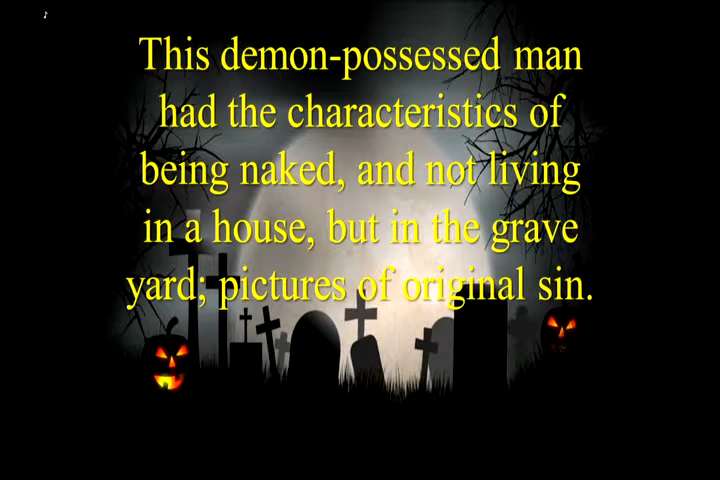 This demon-possessed man
had the characteristics of
being naked, and not living
in a house, but in the grave
yard; pictures of original sin.